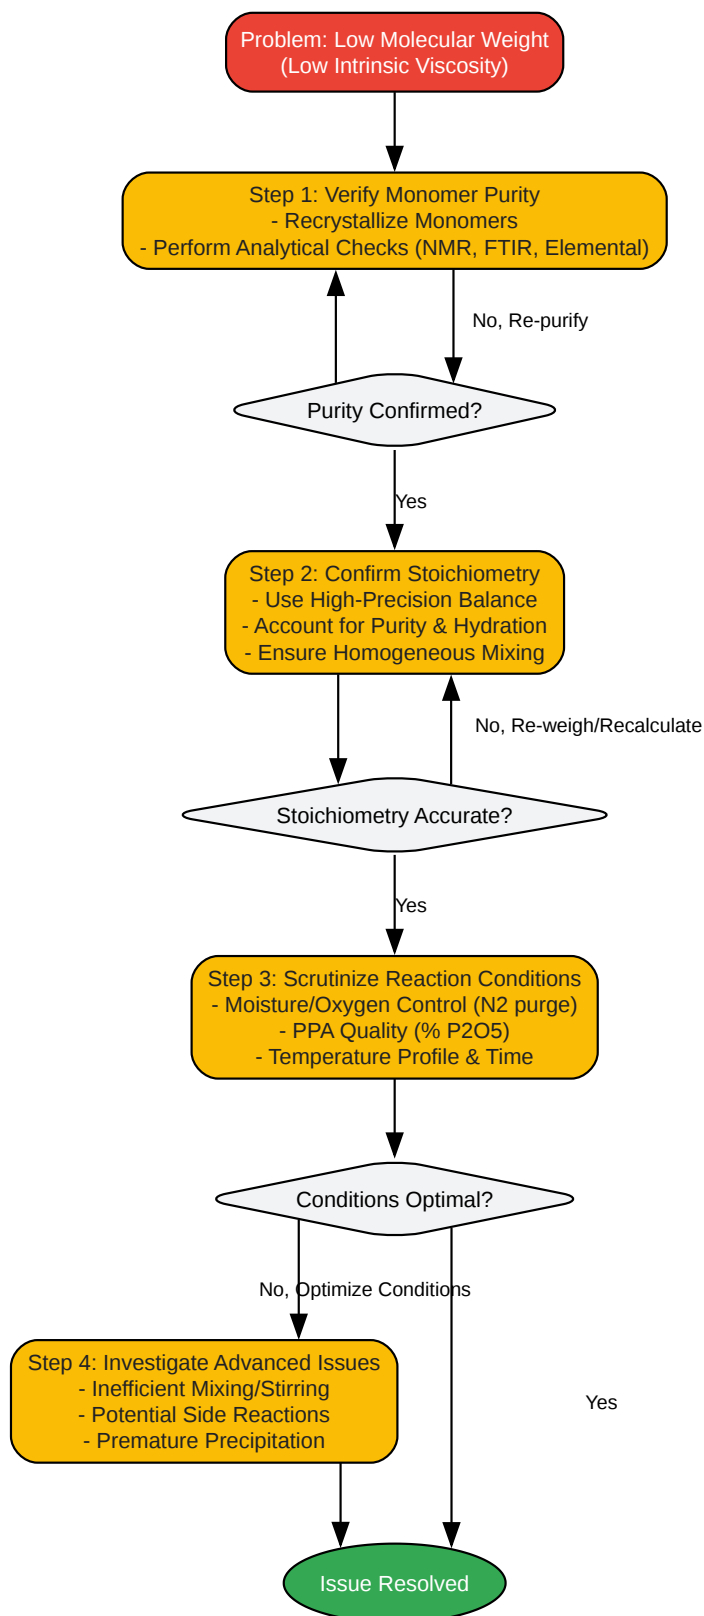 Problem: Low Molecular Weight
(Low Intrinsic Viscosity)
Step 1: Verify Monomer Purity
- Recrystallize Monomers
- Perform Analytical Checks (NMR, FTIR, Elemental)
No, Re-purify
Purity Confirmed?
Yes
Step 2: Confirm Stoichiometry
- Use High-Precision Balance
- Account for Purity & Hydration
- Ensure Homogeneous Mixing
No, Re-weigh/Recalculate
Stoichiometry Accurate?
Yes
Step 3: Scrutinize Reaction Conditions
- Moisture/Oxygen Control (N2 purge)
- PPA Quality (% P2O5)
- Temperature Profile & Time
Conditions Optimal?
No, Optimize Conditions
Step 4: Investigate Advanced Issues
- Inefficient Mixing/Stirring
- Potential Side Reactions
- Premature Precipitation
Yes
Issue Resolved